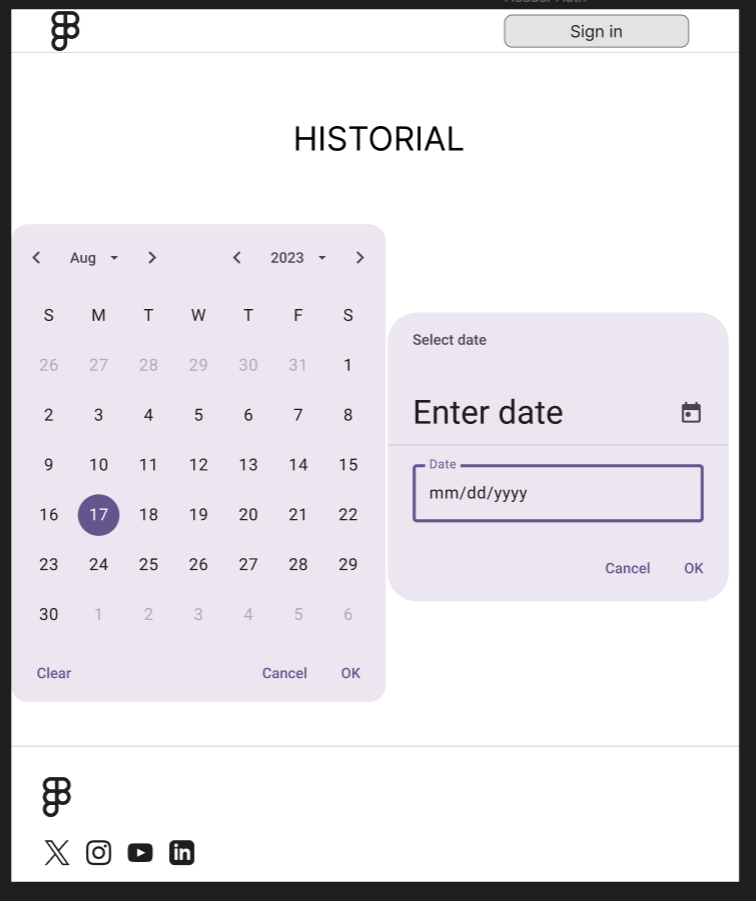 Sign in
HISTORIAL
Aug 2023
S M T W T F S
26 27 28 29 30 31 1
2 3 4 5 6 7 8
9 10 11 12 13 14 15
16 17 18 19 20 21 22
23 24 25 26 27 28 29
30 1 2 3 4 5 6
Clear Cancel OK
Select date
Enter date
Date
mm/dd/yyyy
Cancel OK